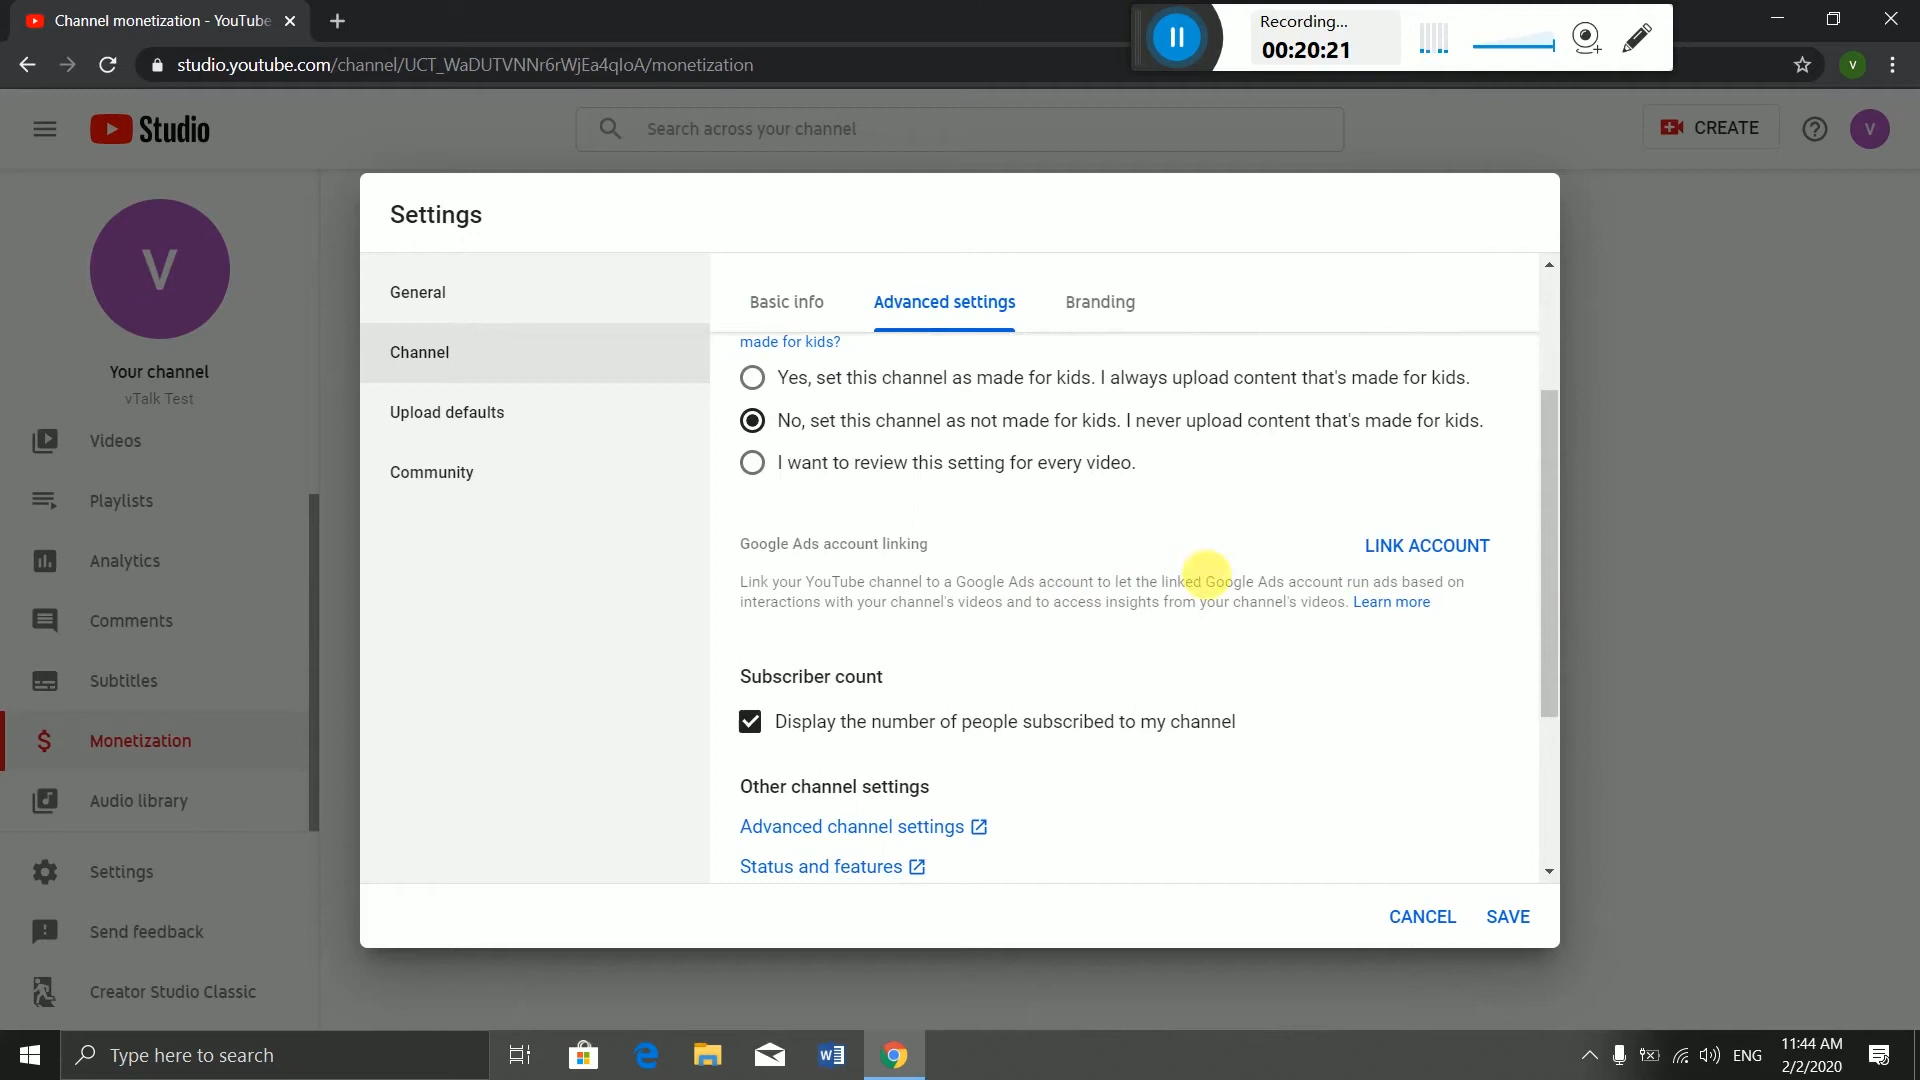 Channel monetization - YouTube
Recording...
00:20:21
studio.youtube.com/channel/UCT_WaDUTVNNr6rWjEa4qIoA/monetization
V
Studio
Search across your channel
CREATE
V
V
Your channel
vTalk Test
Videos
Playlists
Analytics
Comments
Subtitles
Monetization
Audio library
Settings
Send feedback
Creator Studio Classic
Settings
General
Channel
Upload defaults
Community
Basic info
Advanced settings
Branding
made for kids?
Yes, set this channel as made for kids. I always upload content that's made for kids.
No, set this channel as not made for kids. I never upload content that's made for kids.
I want to review this setting for every video.
Google Ads account linking
LINK ACCOUNT
Link your YouTube channel to a Google Ads account to let the linked Google Ads account run ads based on
interactions with your channel's videos and to access insights from your channel's videos. Learn more
Subscriber count
Display the number of people subscribed to my channel
Other channel settings
Advanced channel settings
Status and features
CANCEL
SAVE
Type here to search
ENG
11:44 AM
2/2/2020